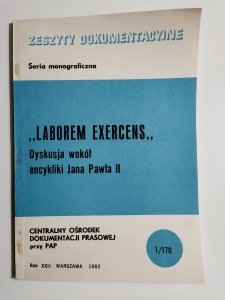 ZESZYTY DOKUMENTACYJNE
Seria monograficzna
„LABOREM EXERCENS„
Dyskusja wokół
encykliki Jana Pawła II
CENTRALNY OŚRODEK
DOKUMENTACJI PRASOWEJ
przy PAP
1/170
Rok XXII WARSZAWA 1982